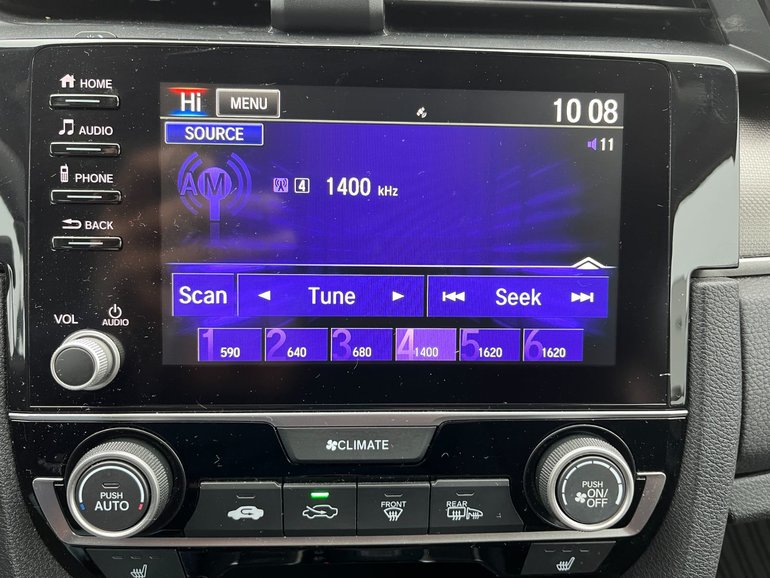 HOME
Hi MENU 10 08
AUDIO
SOURCE
11
PHONE
AM
4 1400 kHz
BACK
Scan Tune Seek
VOL AUDIO
1 590 2 640 3 680 4 1400 5 1620 6 1620
CLIMATE
PUSH AUTO
FRONT
REAR
PUSH ON/OFF